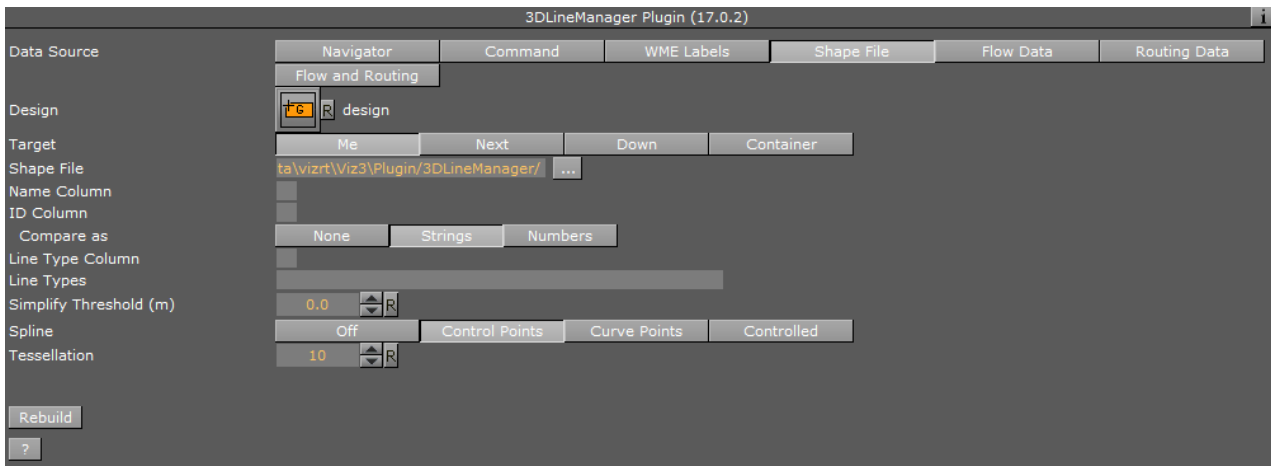 3DLineManager Plugin (17.0.2) i
Data Source Navigator Command WME Labels Shape File Flow Data Routing Data
Flow and Routing
Design G R design
Target Me Next Down Container
Shape File ta\vizrt\Viz3\Plugin/3DLineManager/ ...
Name Column
ID Column
Compare as None Strings Numbers
Line Type Column
Line Types
Simplify Threshold (m) 0.0 R
Spline Off Control Points Curve Points Controlled
Tessellation 10 R
Rebuild
?